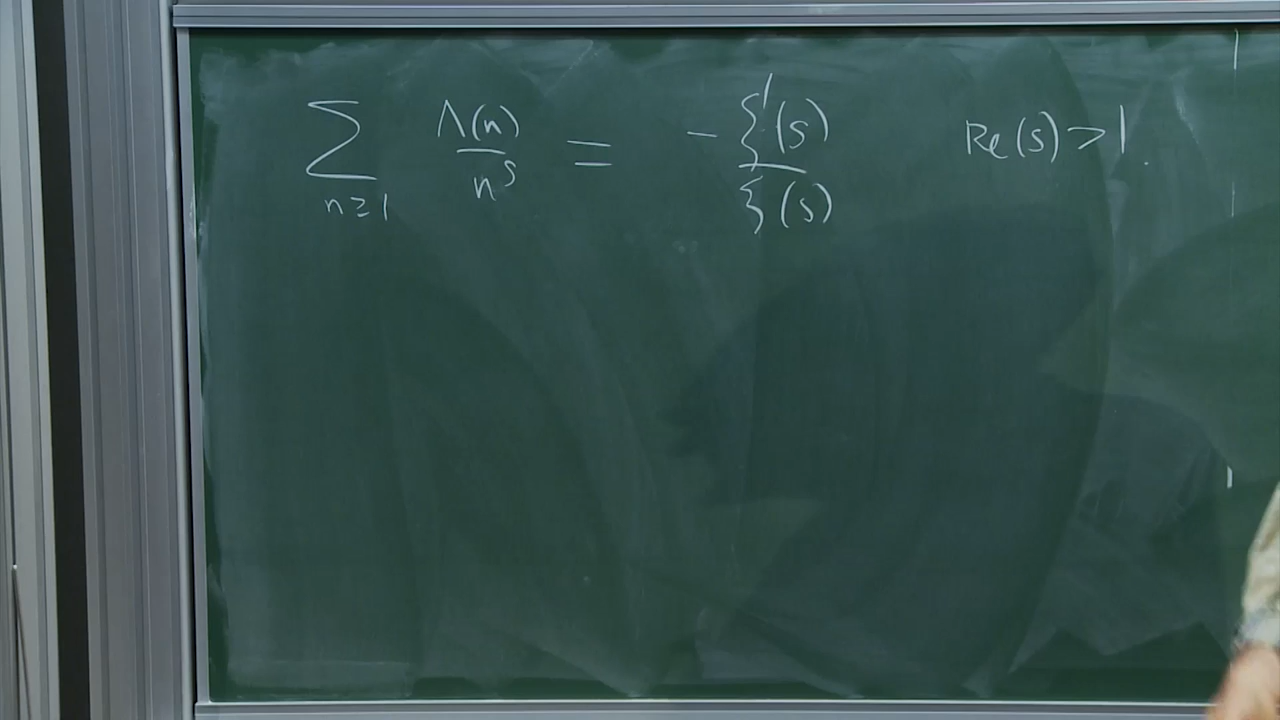 ∑_{n≥1} Λ(n)/n^s = − ζ'(s)/ζ(s) Re(s) > 1.